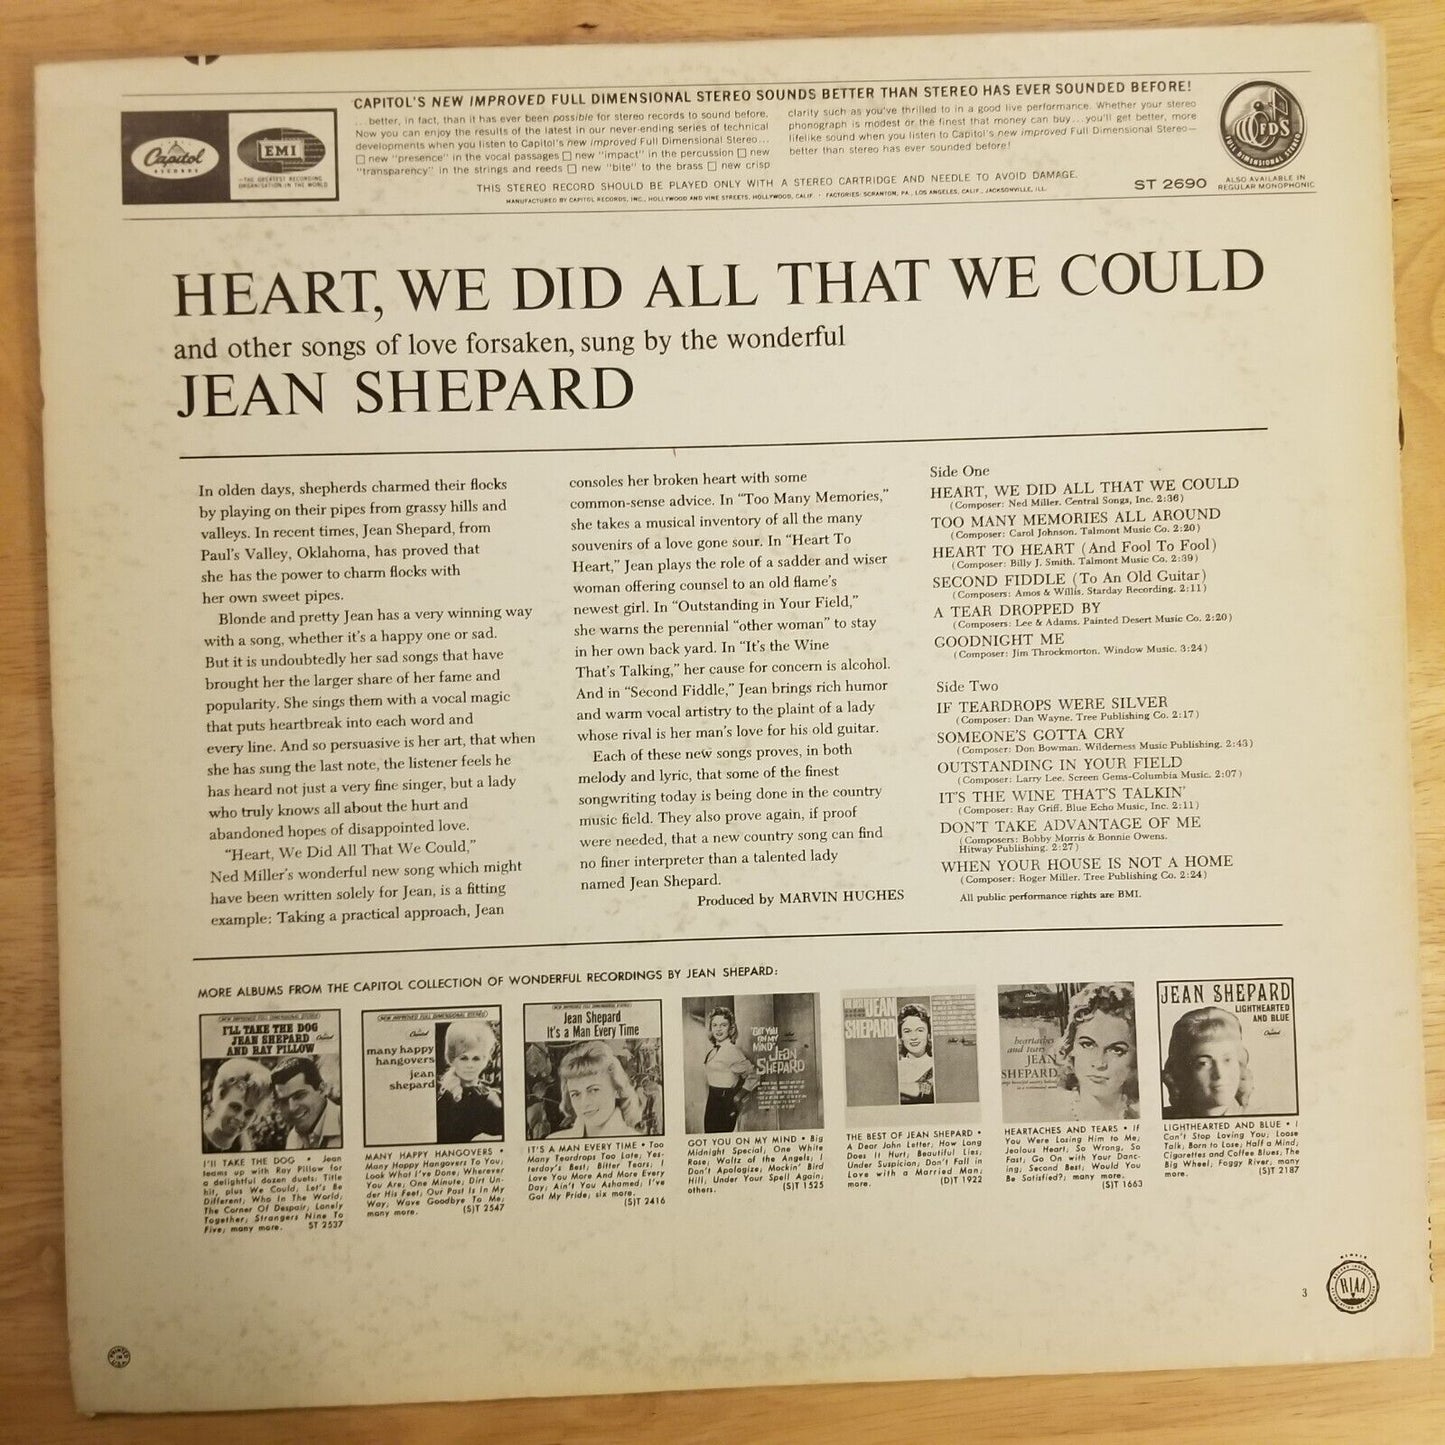 CAPITOL'S NEW IMPROVED FULL DIMENSIONAL STEREO SOUNDS BETTER THAN STEREO HAS EVER SOUNDED BEFORE!
Capitol
RECORDS
EMI
THE GREATEST RECORDING
ORGANISATION IN THE WORLD
... better, in fact, than it has ever been possible for stereo records to sound before.
Now you can enjoy the results of the latest in our never-ending series of technical
developments when you listen to Capitol's new improved Full Dimensional Stereo...
□ new "presence" in the vocal passages □ new "impact" in the percussion □ new
"transparency" in the strings and reeds □ new "bite" to the brass □ new crisp
clarity such as you've thrilled to in a good live performance. Whether your stereo
phonograph is modest or the finest that money can buy...you'll get better, more
lifelike sound when you listen to Capitol's new improved Full Dimensional Stereo—
better than stereo has ever sounded before!
THIS STEREO RECORD SHOULD BE PLAYED ONLY WITH A STEREO CARTRIDGE AND NEEDLE TO AVOID DAMAGE.
MANUFACTURED BY CAPITOL RECORDS, INC., HOLLYWOOD AND VINE STREETS, HOLLYWOOD, CALIF. • FACTORIES: SCRANTON, PA., LOS ANGELES, CALIF., JACKSONVILLE, ILL.
ST 2690
FDS
FULL DIMENSIONAL STEREO
ALSO AVAILABLE IN
REGULAR MONOPHONIC
HEART, WE DID ALL THAT WE COULD
and other songs of love forsaken, sung by the wonderful
JEAN SHEPARD
In olden days, shepherds charmed their flocks
by playing on their pipes from grassy hills and
valleys. In recent times, Jean Shepard, from
Paul's Valley, Oklahoma, has proved that
she has the power to charm flocks with
her own sweet pipes.
Blonde and pretty Jean has a very winning way
with a song, whether it's a happy one or sad.
But it is undoubtedly her sad songs that have
brought her the larger share of her fame and
popularity. She sings them with a vocal magic
that puts heartbreak into each word and
every line. And so persuasive is her art, that when
she has sung the last note, the listener feels he
has heard not just a very fine singer, but a lady
who truly knows all about the hurt and
abandoned hopes of disappointed love.
"Heart, We Did All That We Could,"
Ned Miller's wonderful new song which might
have been written solely for Jean, is a fitting
example: Taking a practical approach, Jean
consoles her broken heart with some
common-sense advice. In "Too Many Memories,"
she takes a musical inventory of all the many
souvenirs of a love gone sour. In "Heart To
Heart," Jean plays the role of a sadder and wiser
woman offering counsel to an old flame's
newest girl. In "Outstanding in Your Field,"
she warns the perennial "other woman" to stay
in her own back yard. In "It's the Wine
That's Talking," her cause for concern is alcohol.
And in "Second Fiddle," Jean brings rich humor
and warm vocal artistry to the plaint of a lady
whose rival is her man's love for his old guitar.
Each of these new songs proves, in both
melody and lyric, that some of the finest
songwriting today is being done in the country
music field. They also prove again, if proof
were needed, that a new country song can find
no finer interpreter than a talented lady
named Jean Shepard.
Produced by MARVIN HUGHES
Side One
HEART, WE DID ALL THAT WE COULD
(Composer: Ned Miller. Central Songs, Inc. 2:36)
TOO MANY MEMORIES ALL AROUND
(Composer: Carol Johnson. Talmont Music Co. 2:20)
HEART TO HEART (And Fool To Fool)
(Composer: Billy J. Smith. Talmont Music Co. 2:39)
SECOND FIDDLE (To An Old Guitar)
(Composers: Amos & Willis. Starday Recording. 2:11)
A TEAR DROPPED BY
(Composers: Lee & Adams. Painted Desert Music Co. 2:20)
GOODNIGHT ME
(Composer: Jim Throckmorton. Window Music. 3:24)
Side Two
IF TEARDROPS WERE SILVER
(Composer: Dan Wayne. Tree Publishing Co. 2:17)
SOMEONE'S GOTTA CRY
(Composer: Don Bowman. Wilderness Music Publishing. 2:43)
OUTSTANDING IN YOUR FIELD
(Composer: Larry Lee. Screen Gems-Columbia Music. 2:07)
IT'S THE WINE THAT'S TALKIN'
(Composer: Ray Griff. Blue Echo Music, Inc. 2:11)
DON'T TAKE ADVANTAGE OF ME
(Composers: Bobby Morris & Bonnie Owens.
Hitway Publishing. 2:27)
WHEN YOUR HOUSE IS NOT A HOME
(Composer: Roger Miller. Tree Publishing Co. 2:24)
All public performance rights are BMI.
MORE ALBUMS FROM THE CAPITOL COLLECTION OF WONDERFUL RECORDINGS BY JEAN SHEPARD:
I'LL TAKE THE DOG
JEAN SHEPARD
AND RAY PILLOW
I'll TAKE THE DOG • Jean
teams up with Ray Pillow for
a delightful dozen duets: Title
hit, plus We Could; Let's Be
Different; Who In The World;
The Corner Of Despair; Lonely
Together; Strangers Nine To
Five; many more. ST 2537
many happy
hangovers
jean
shepard
MANY HAPPY HANGOVERS •
Many Happy Hangovers To You;
Look What I've Done; Wherever
You Are; One Minute; Dirt Un-
der His Feet; Our Past Is In My
Way; Wave Goodbye To Me;
many more. (S)T 2547
Jean Shepard
It's a Man Every Time
IT'S A MAN EVERY TIME • Too
Many Teardrops Too Late; Yes-
terday's Best; Bitter Tears; I
Love You More And More Every
Day; Ain't You Ashamed; I've
Got My Pride; six more.
(S)T 2416
"GOT YOU
ON MY
MIND"
JEAN
SHEPARD
GOT YOU ON MY MIND • Big
Midnight Special; One White
Rose; Waltz of the Angels; I
Don't Apologize; Mockin' Bird
Hill; Under Your Spell Again;
others. (S)T 1525
JEAN
SHEPARD
THE BEST OF JEAN SHEPARD •
A Dear John Letter; How Long
Does It Hurt; Beautiful Lies;
Under Suspicion; Don't Fall in
Love with a Married Man;
more. (D)T 1922
heartaches
and tears
JEAN
SHEPARD
HEARTACHES AND TEARS • If
You Were Losing Him to Me;
Jealous Heart; So Wrong, So
Fast; Go On with Your Danc-
ing; Second Best; Would You
Be Satisfied?; many more.
(S)T 1663
JEAN SHEPARD
LIGHTHEARTED
AND BLUE
LIGHTHEARTED AND BLUE • I
Can't Stop Loving You; Loose
Talk; Born to Lose; Half a Mind;
Cigarettes and Coffee Blues; The
Big Wheel; Foggy River; many
more. (S)T 2187
3
RIAA
PRINTED
IN
U.S.A.